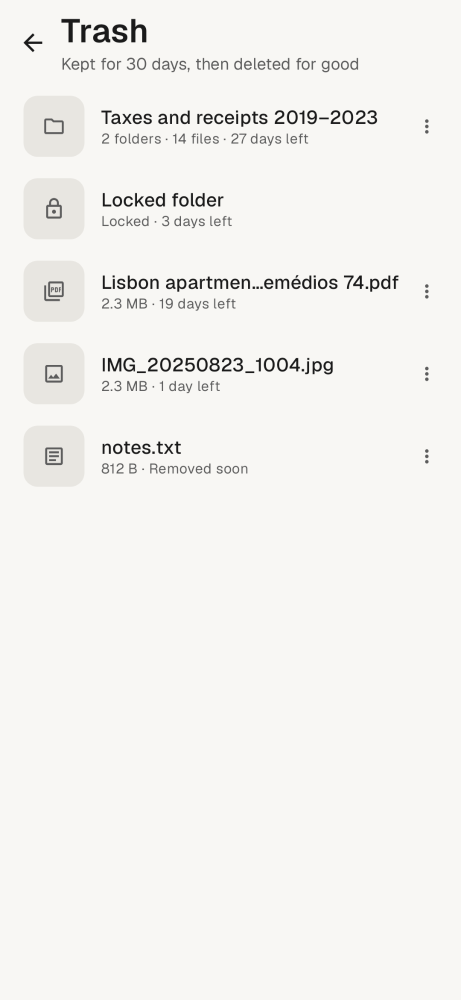 Trash
Kept for 30 days, then deleted for good
Taxes and receipts 2019–2023
2 folders · 14 files · 27 days left
Locked folder
Locked · 3 days left
PDF
Lisbon apartmen…emédios 74.pdf
2.3 MB · 19 days left
IMG_20250823_1004.jpg
2.3 MB · 1 day left
notes.txt
812 B · Removed soon